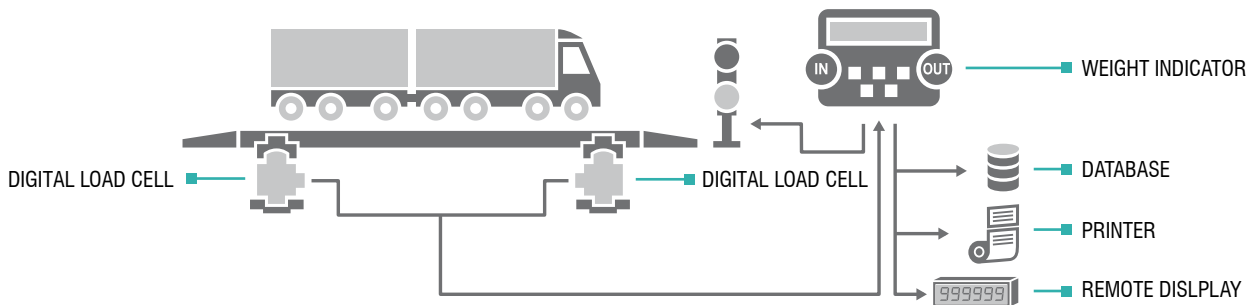 IN
OUT
WEIGHT INDICATOR
DIGITAL LOAD CELL
DIGITAL LOAD CELL
DATABASE
PRINTER
999999
REMOTE DISLPLAY